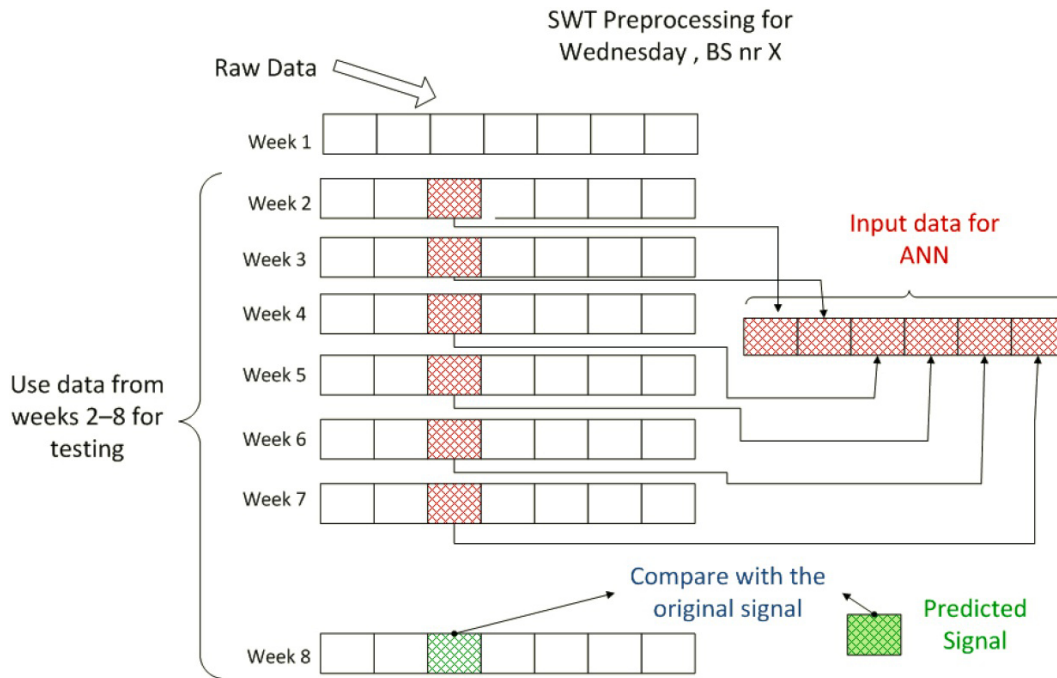 SWT Preprocessing for
Wednesday , BS nr X
Raw Data
Week 1
Week 2
Week 3
Week 4
Week 5
Week 6
Week 7
Week 8
Use data from
weeks 2–8 for
testing
Input data for
ANN
Compare with the
original signal
Predicted
Signal